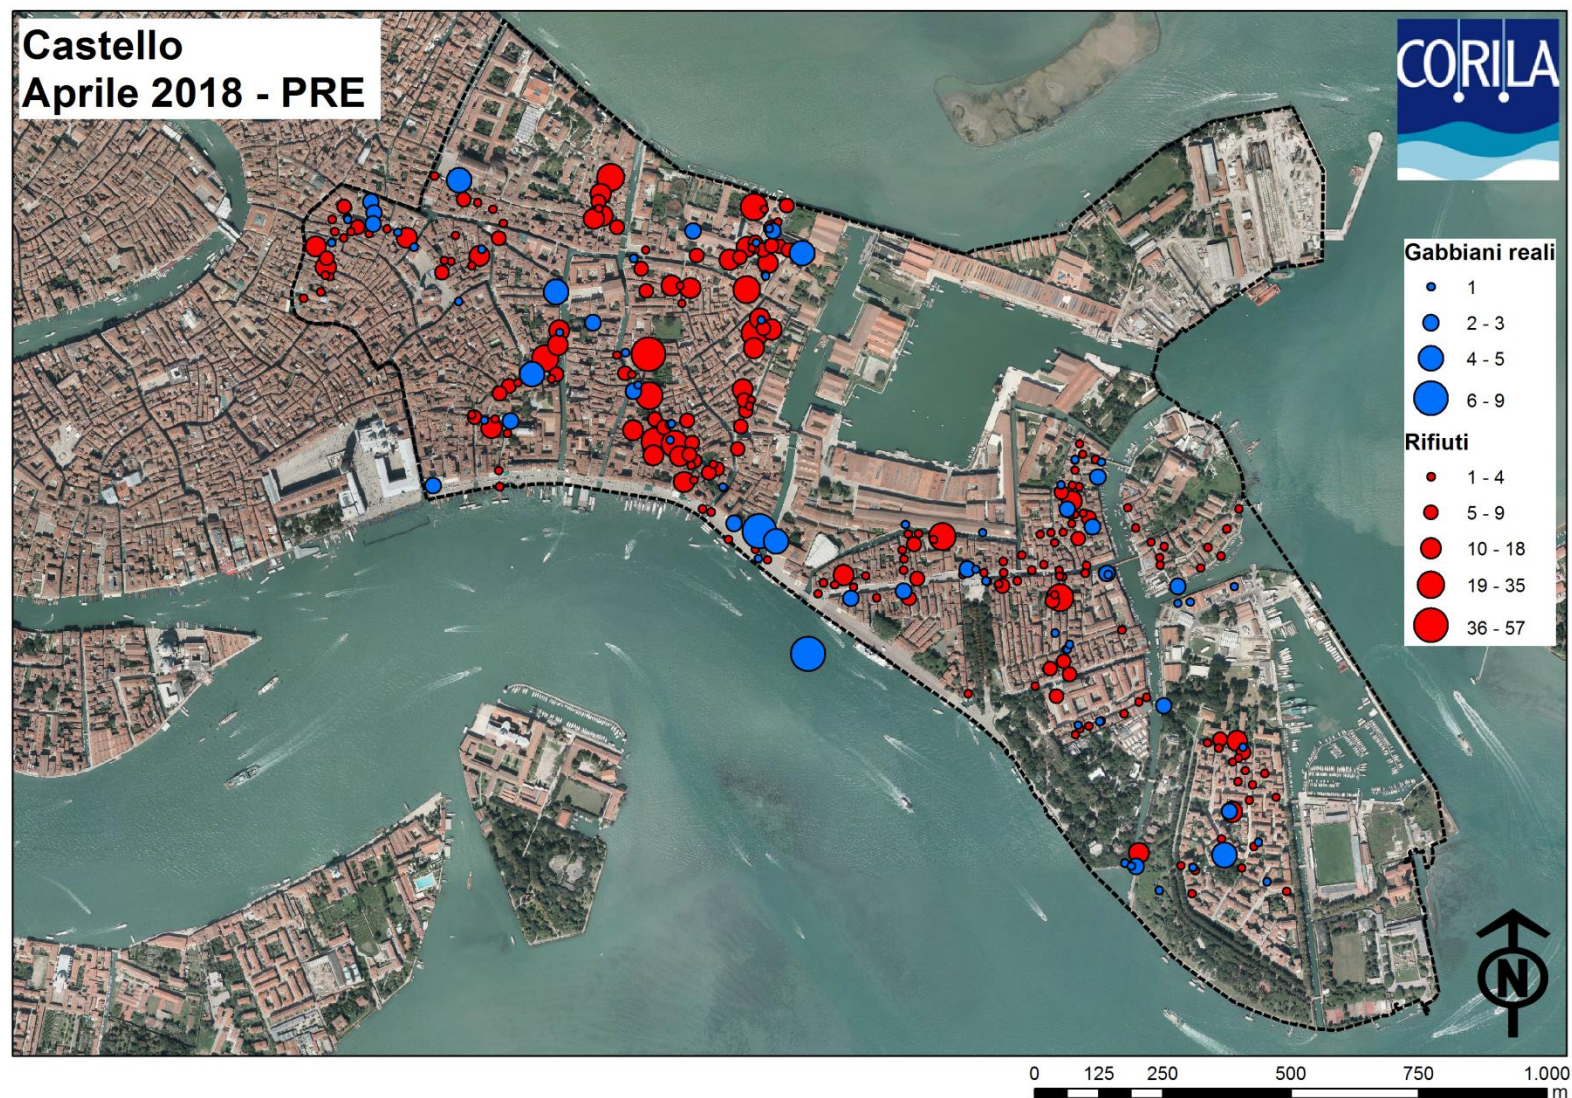 Castello
Aprile 2018 - PRE
CORILA
Gabbiani reali
1
2 - 3
4 - 5
6 - 9
Rifiuti
1 - 4
5 - 9
10 - 18
19 - 35
36 - 57
N
0 125 250 500 750 1.000
m